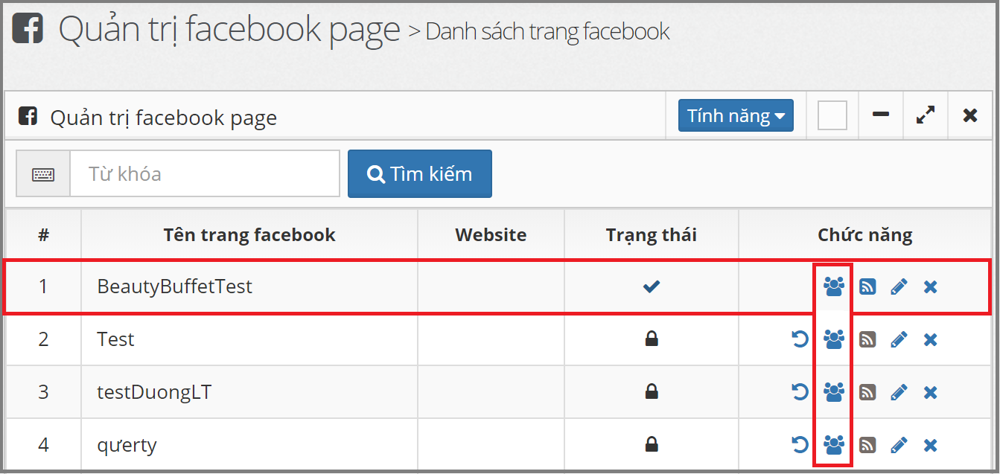 Quản trị facebook page > Danh sách trang facebook
Quản trị facebook page Tính năng
Từ khóa Tìm kiếm
# Tên trang facebook Website Trạng thái Chức năng
1 BeautyBuffetTest
2 Test
3 testDuongLT
4 qưerty